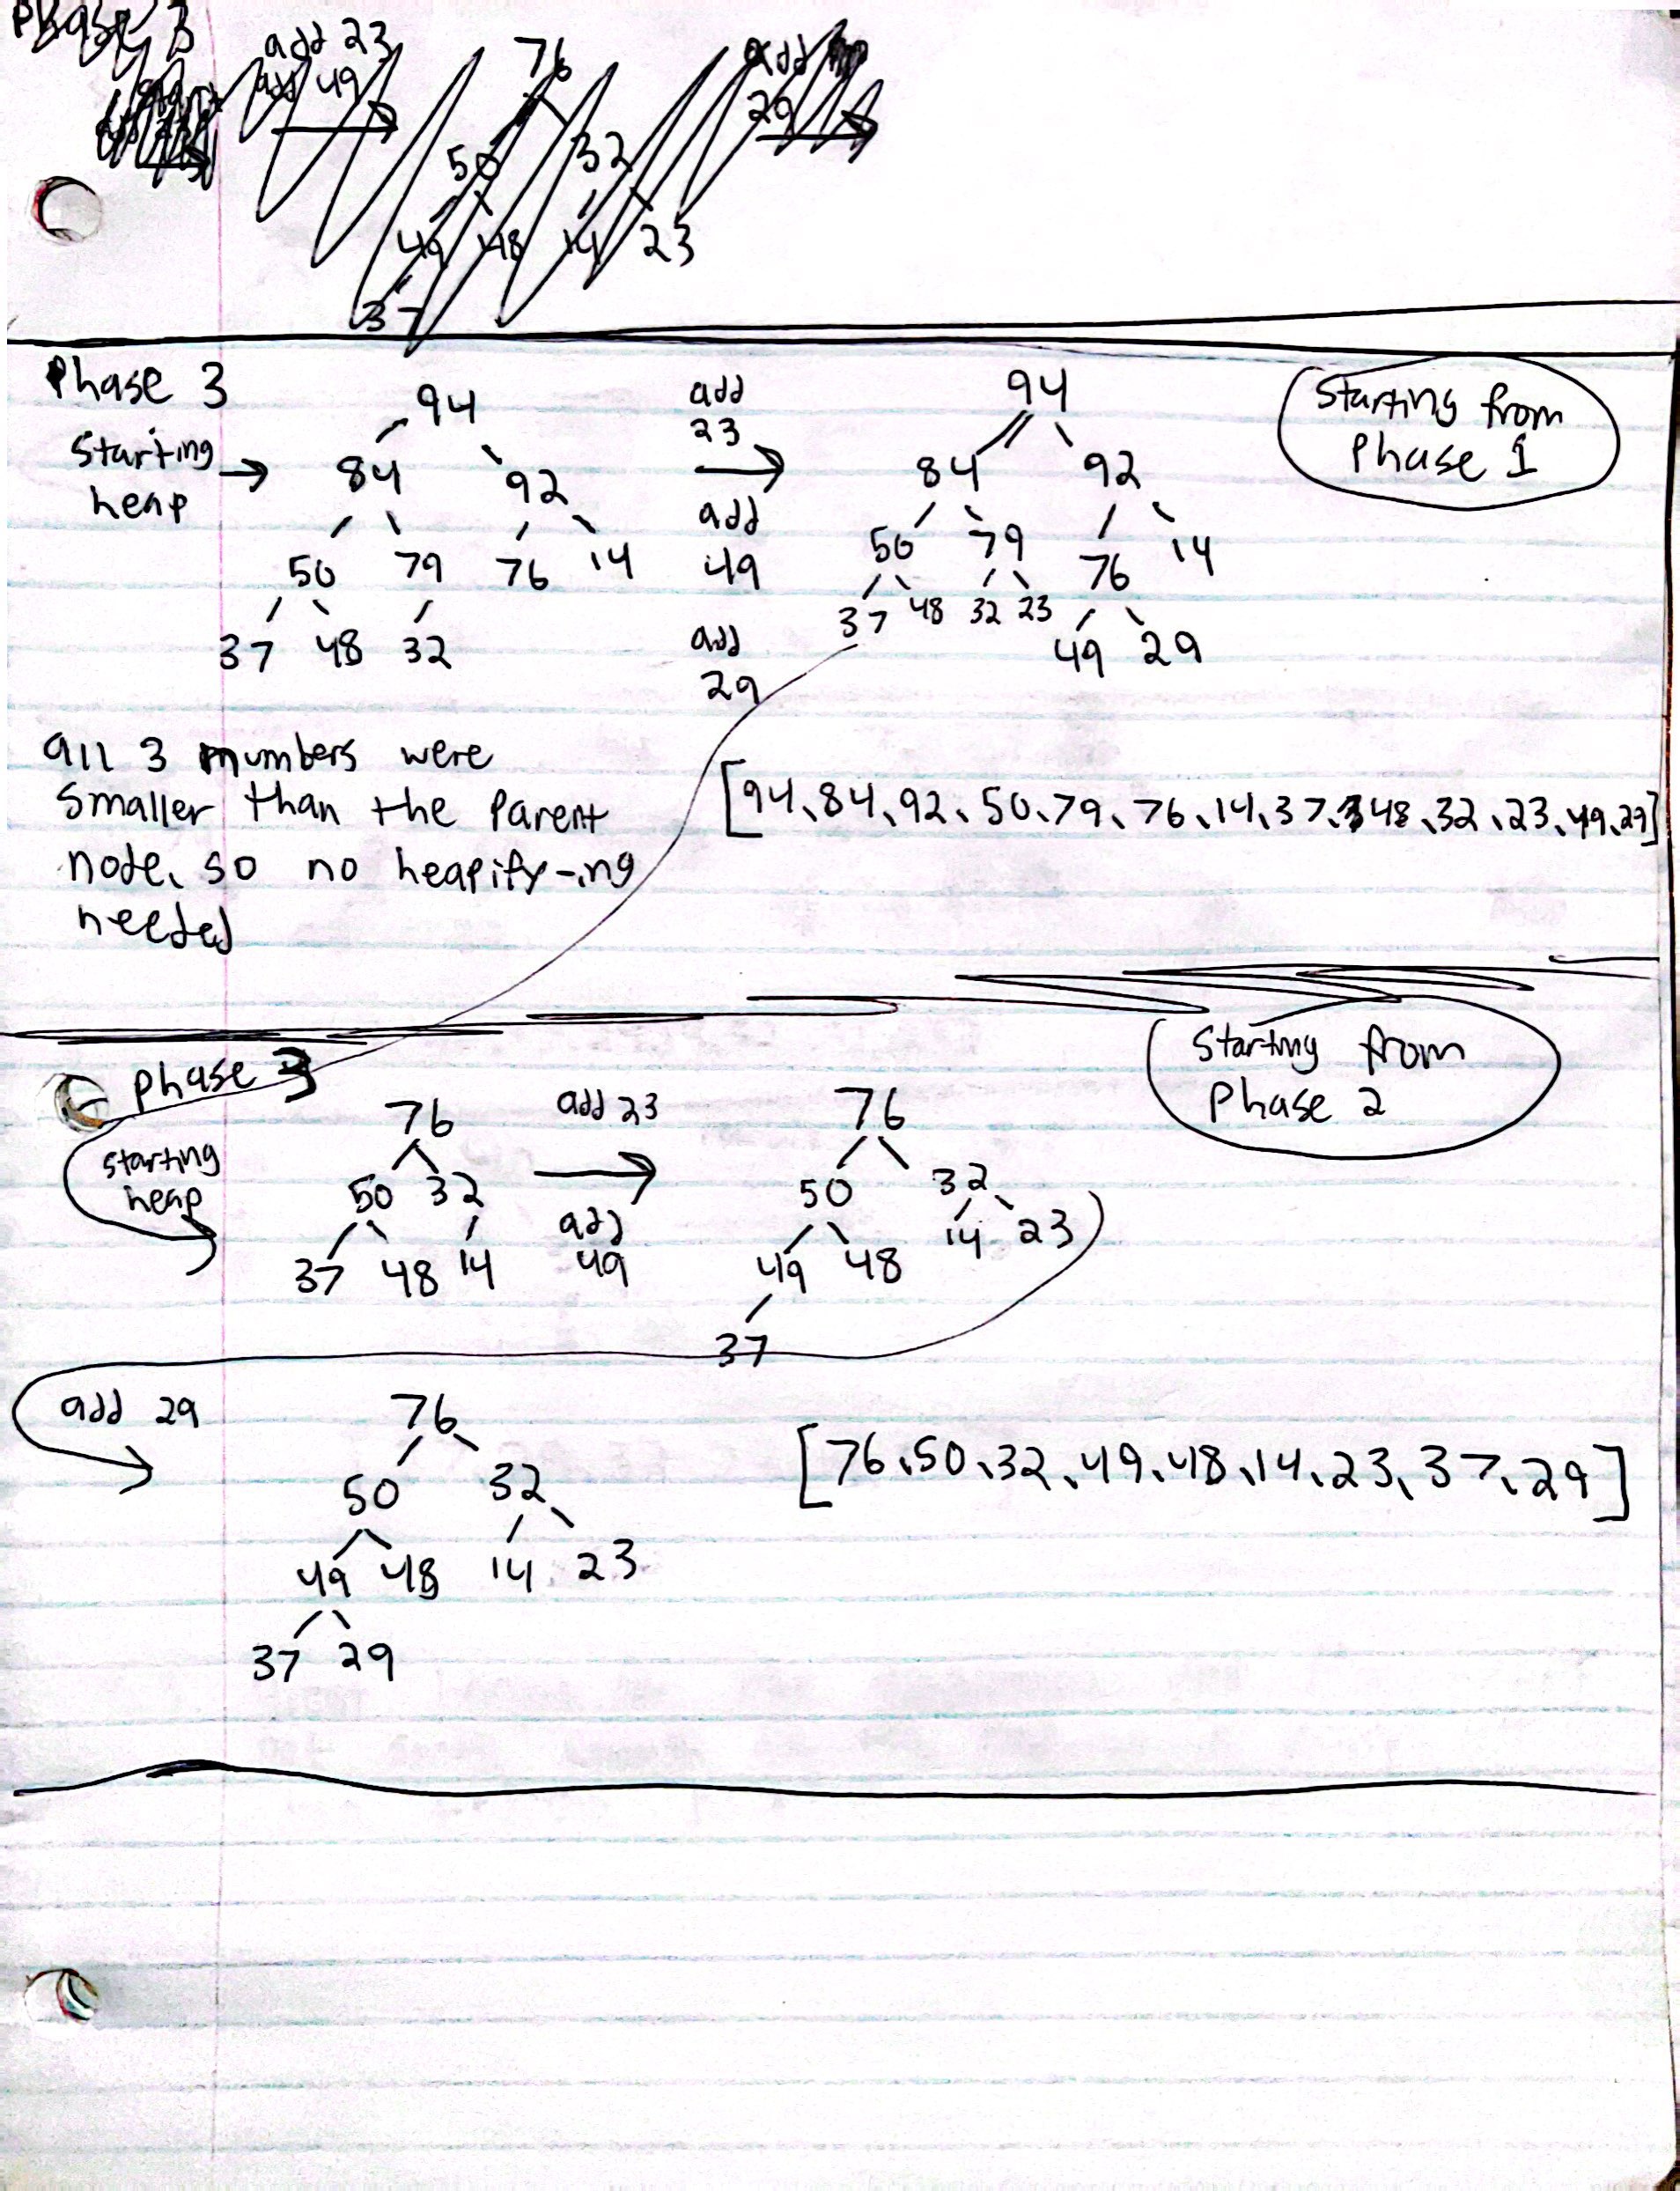 Phase 3
add 23
add 49
76
add
29
50 32
49 48 14 23
37
Phase 3
Starting heap →
94
84 92
50 79 76 14
37 48 32
add 23
add 49
add 29
94
84 92
50 79 76 14
37 48 32 23 49 29
Starting from
Phase 1
all 3 numbers were
smaller than the parent
node, so no heapify-ing
needed
[94, 84, 92, 50, 79, 76, 14, 37, 48, 32, 23, 49, 29]
Phase 3
Starting from
Phase 2
starting
heap
76
50 32
37 48 14
add 23
add
49
76
50 32
49 48 14 23
37
add 29
76
50 32
49 48 14 23
37 29
[76, 50, 32, 49, 48, 14, 23, 37, 29]